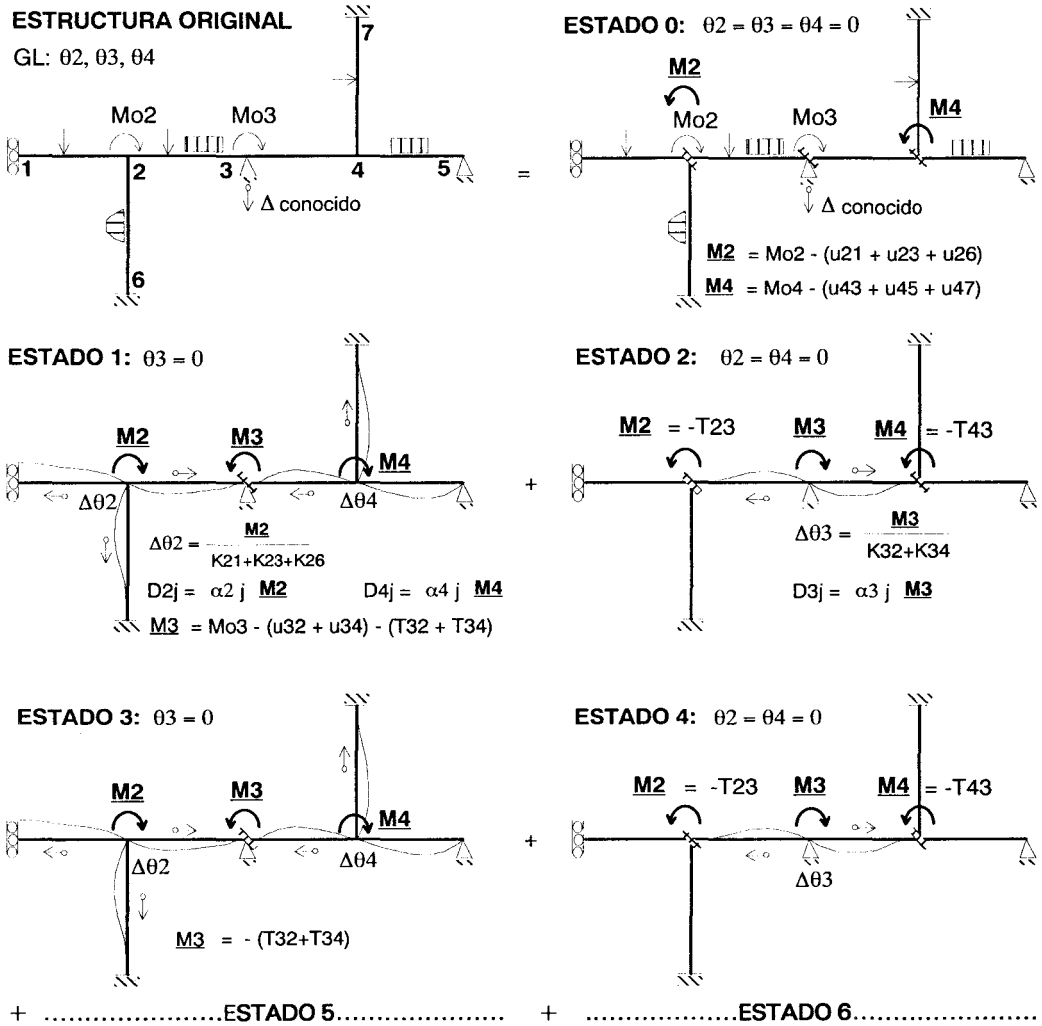 ESTRUCTURA ORIGINAL
GL: θ2, θ3, θ4
7
Mo2
Mo3
1
2
3
4
5
Δ conocido
6
=
ESTADO 0: θ2 = θ3 = θ4 = 0
M2
Mo2
Mo3
M4
Δ conocido
M2 = Mo2 - (u21 + u23 + u26)
M4 = Mo4 - (u43 + u45 + u47)
ESTADO 1: θ3 = 0
M2
M3
M4
Δθ2
Δθ4
Δθ2 = M2
K21+K23+K26
D2j = α2 j M2
D4j = α4 j M4
M3 = Mo3 - (u32 + u34) - (T32 + T34)
+
ESTADO 2: θ2 = θ4 = 0
M2 = -T23
M3
M4 = -T43
Δθ3 = M3
K32+K34
D3j = α3 j M3
ESTADO 3: θ3 = 0
M2
M3
M4
Δθ2
Δθ4
M3 = - (T32+T34)
+
ESTADO 4: θ2 = θ4 = 0
M2 = -T23
M3
M4 = -T43
Δθ3
+ ....................ESTADO 5.................... + ....................ESTADO 6....................